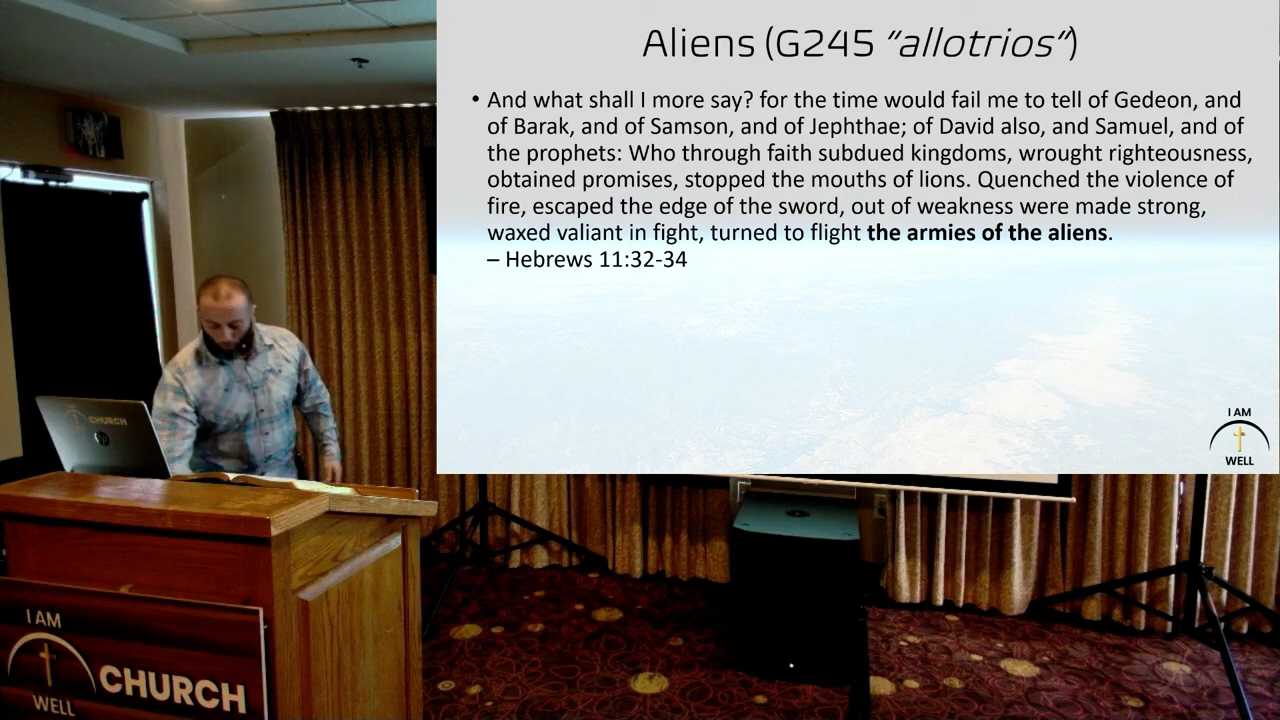 Aliens (G245 “allotrios”)
• And what shall I more say? for the time would fail me to tell of Gedeon, and
of Barak, and of Samson, and of Jephthae; of David also, and Samuel, and of
the prophets: Who through faith subdued kingdoms, wrought righteousness,
obtained promises, stopped the mouths of lions. Quenched the violence of
fire, escaped the edge of the sword, out of weakness were made strong,
waxed valiant in fight, turned to flight the armies of the aliens.
– Hebrews 11:32-34
I AM
WELL
CHURCH
hp
I AM
CHURCH
WELL